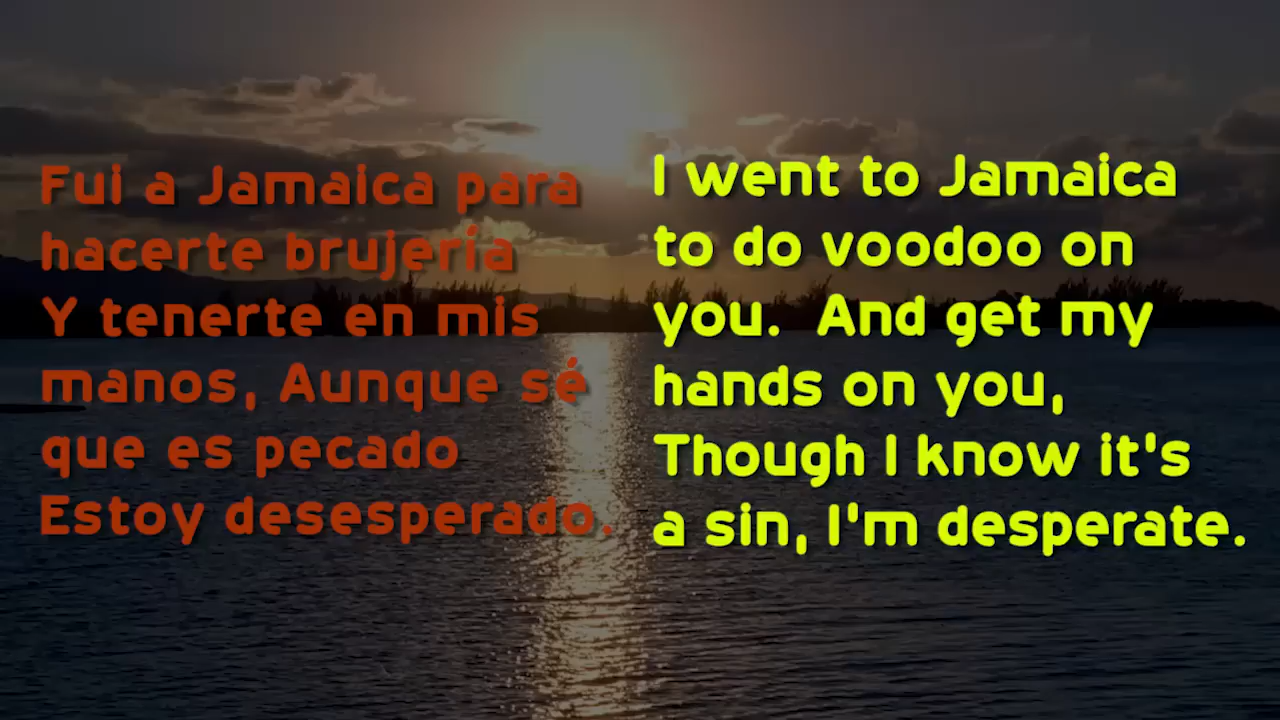 Fui a Jamaica para
hacerte brujería
Y tenerte en mis
manos, Aunque sé
que es pecado
Estoy desesperado.
I went to Jamaica
to do voodoo on
you.  And get my
hands on you,
Though I know it's
a sin, I'm desperate.